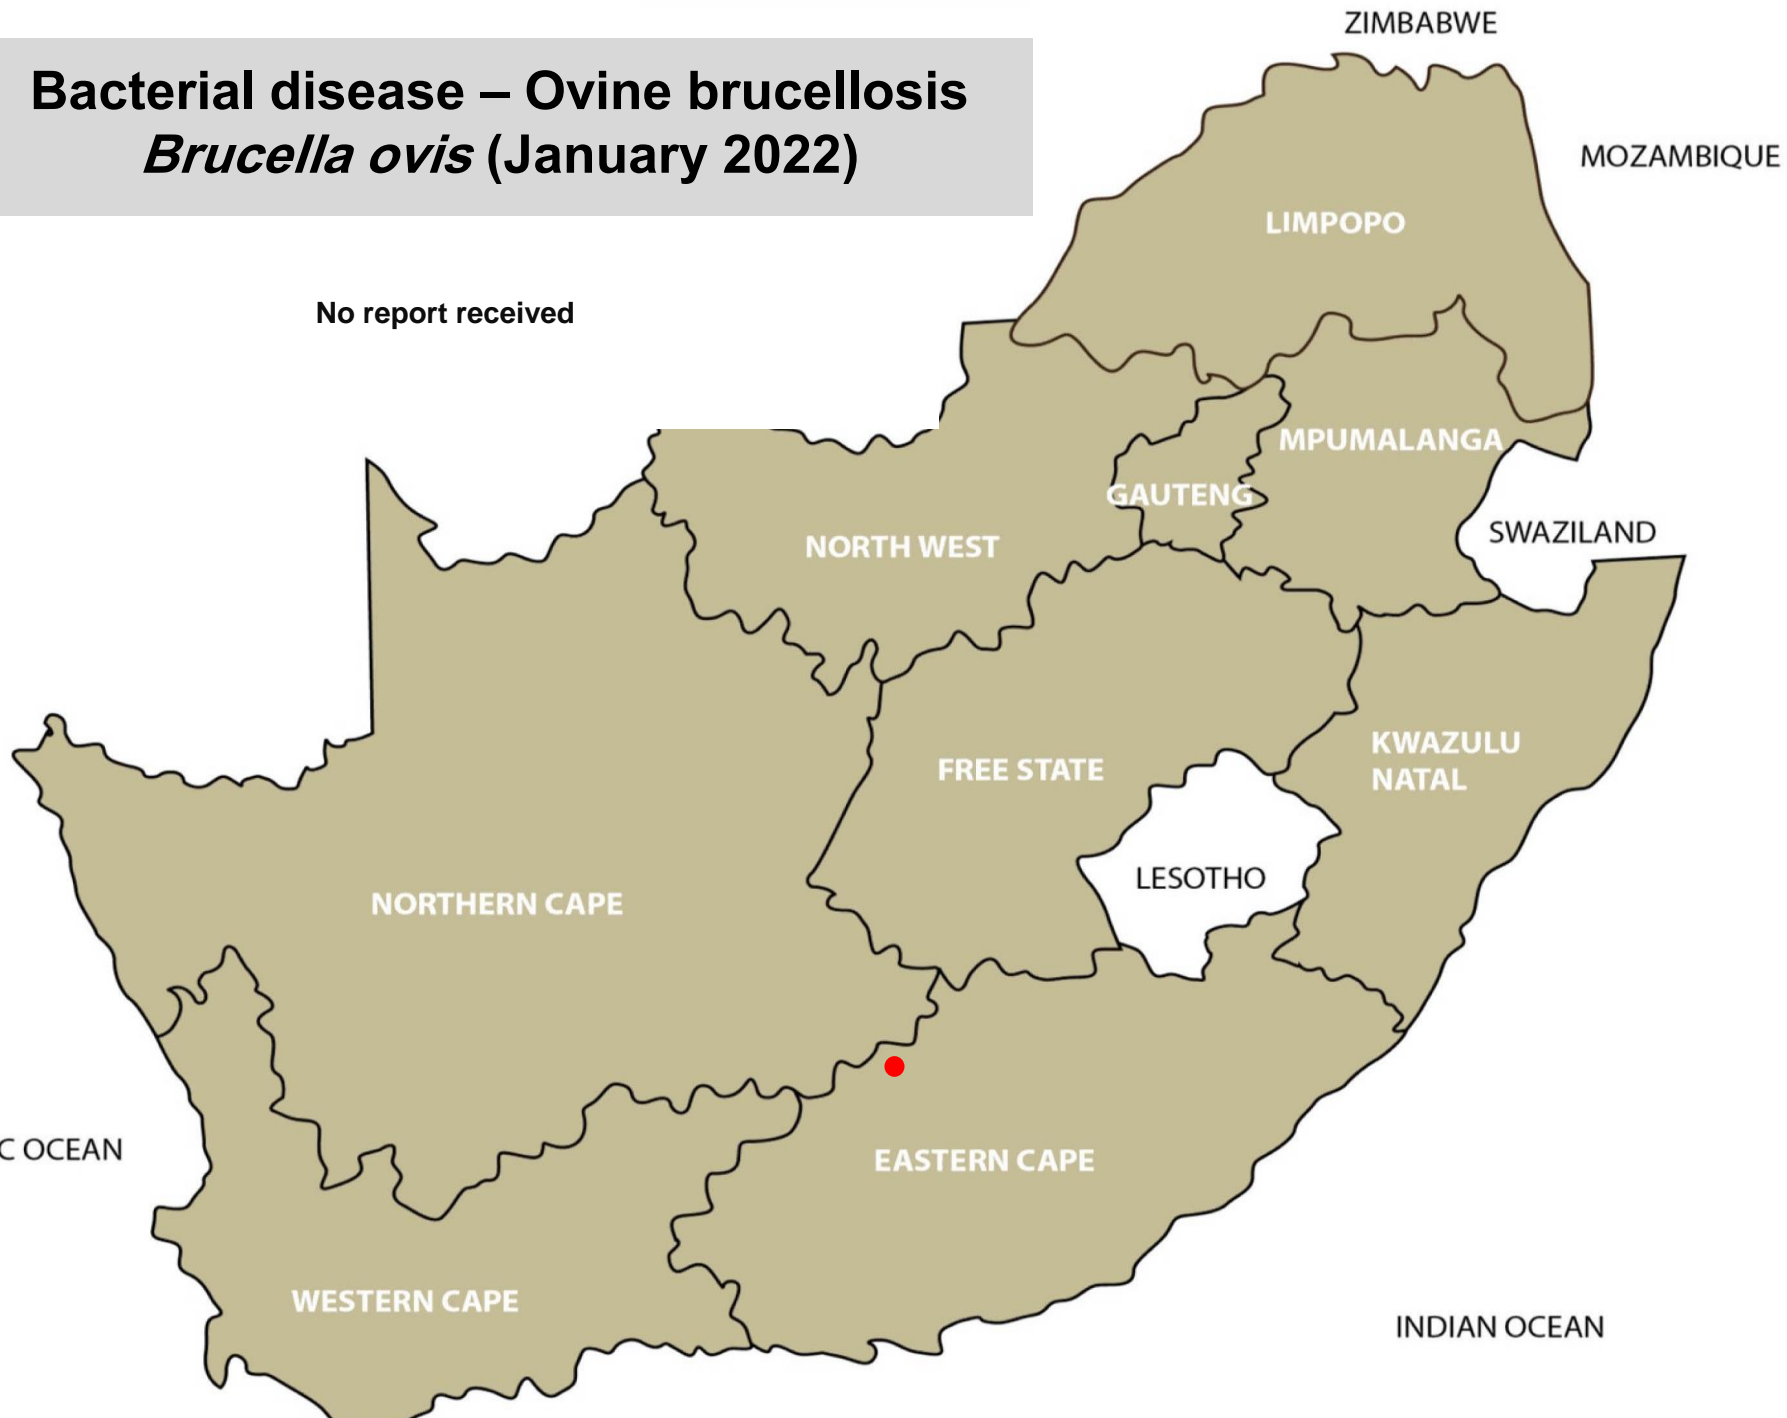 ZIMBABWE
Bacterial disease – Ovine brucellosis
Brucella ovis (January 2022)
MOZAMBIQUE
LIMPOPO
No report received
MPUMALANGA
GAUTENG
SWAZILAND
NORTH WEST
KWAZULU
NATAL
FREE STATE
LESOTHO
NORTHERN CAPE
C OCEAN
EASTERN CAPE
WESTERN CAPE
INDIAN OCEAN